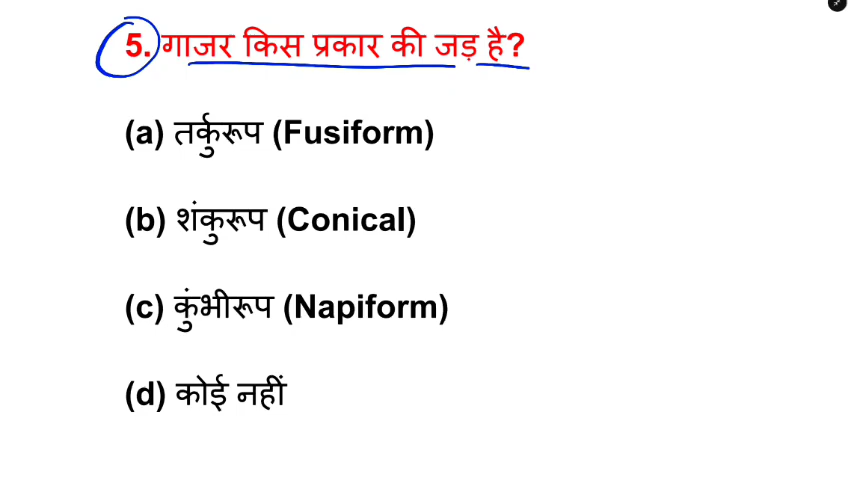 5. गाजर किस प्रकार की जड़ है?
(a) तर्कुरूप (Fusiform)
(b) शंकुरूप (Conical)
(c) कुंभीरूप (Napiform)
(d) कोई नहीं